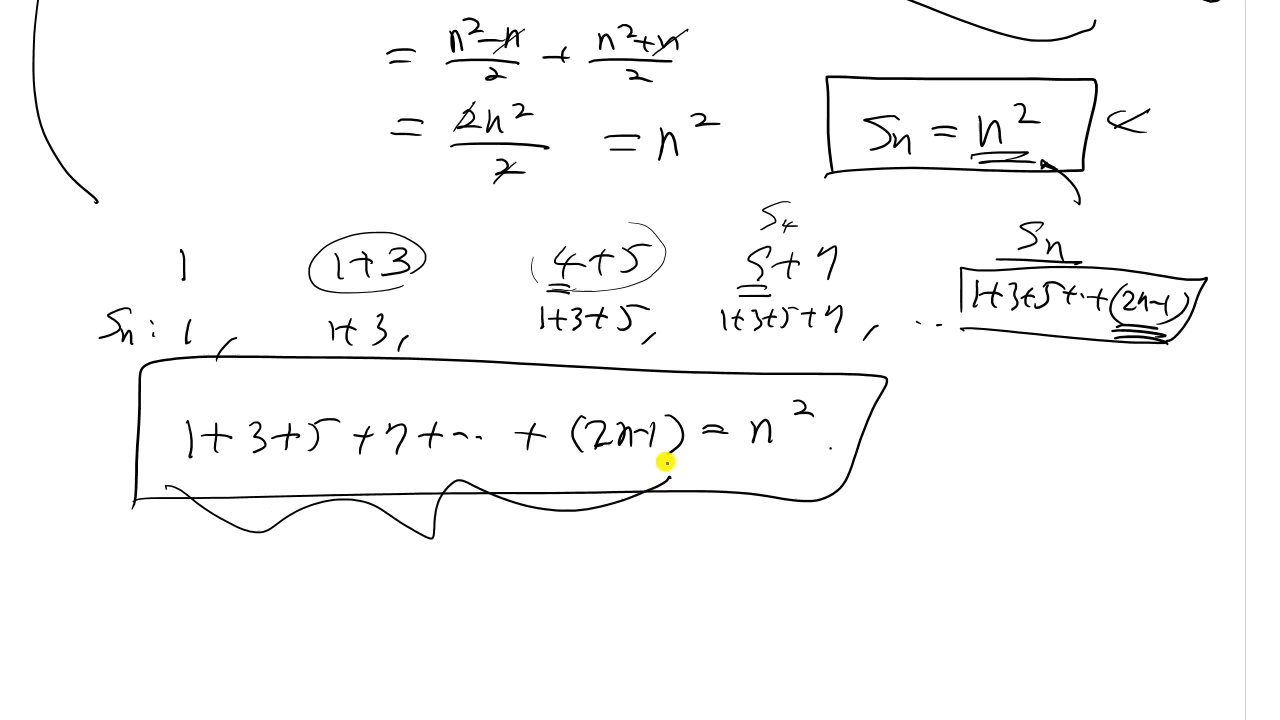 = (n²-n)/2 + (n²+n)/2
= 2n²/2 = n²
Sn = n² <
S4
Sn
1 1+3 4+5 5+7
1+3+5+..+(2n-1)
Sn : 1, 1+3, 1+3+5, 1+3+5+7, ...
1+3+5+7+... + (2n-1) = n².